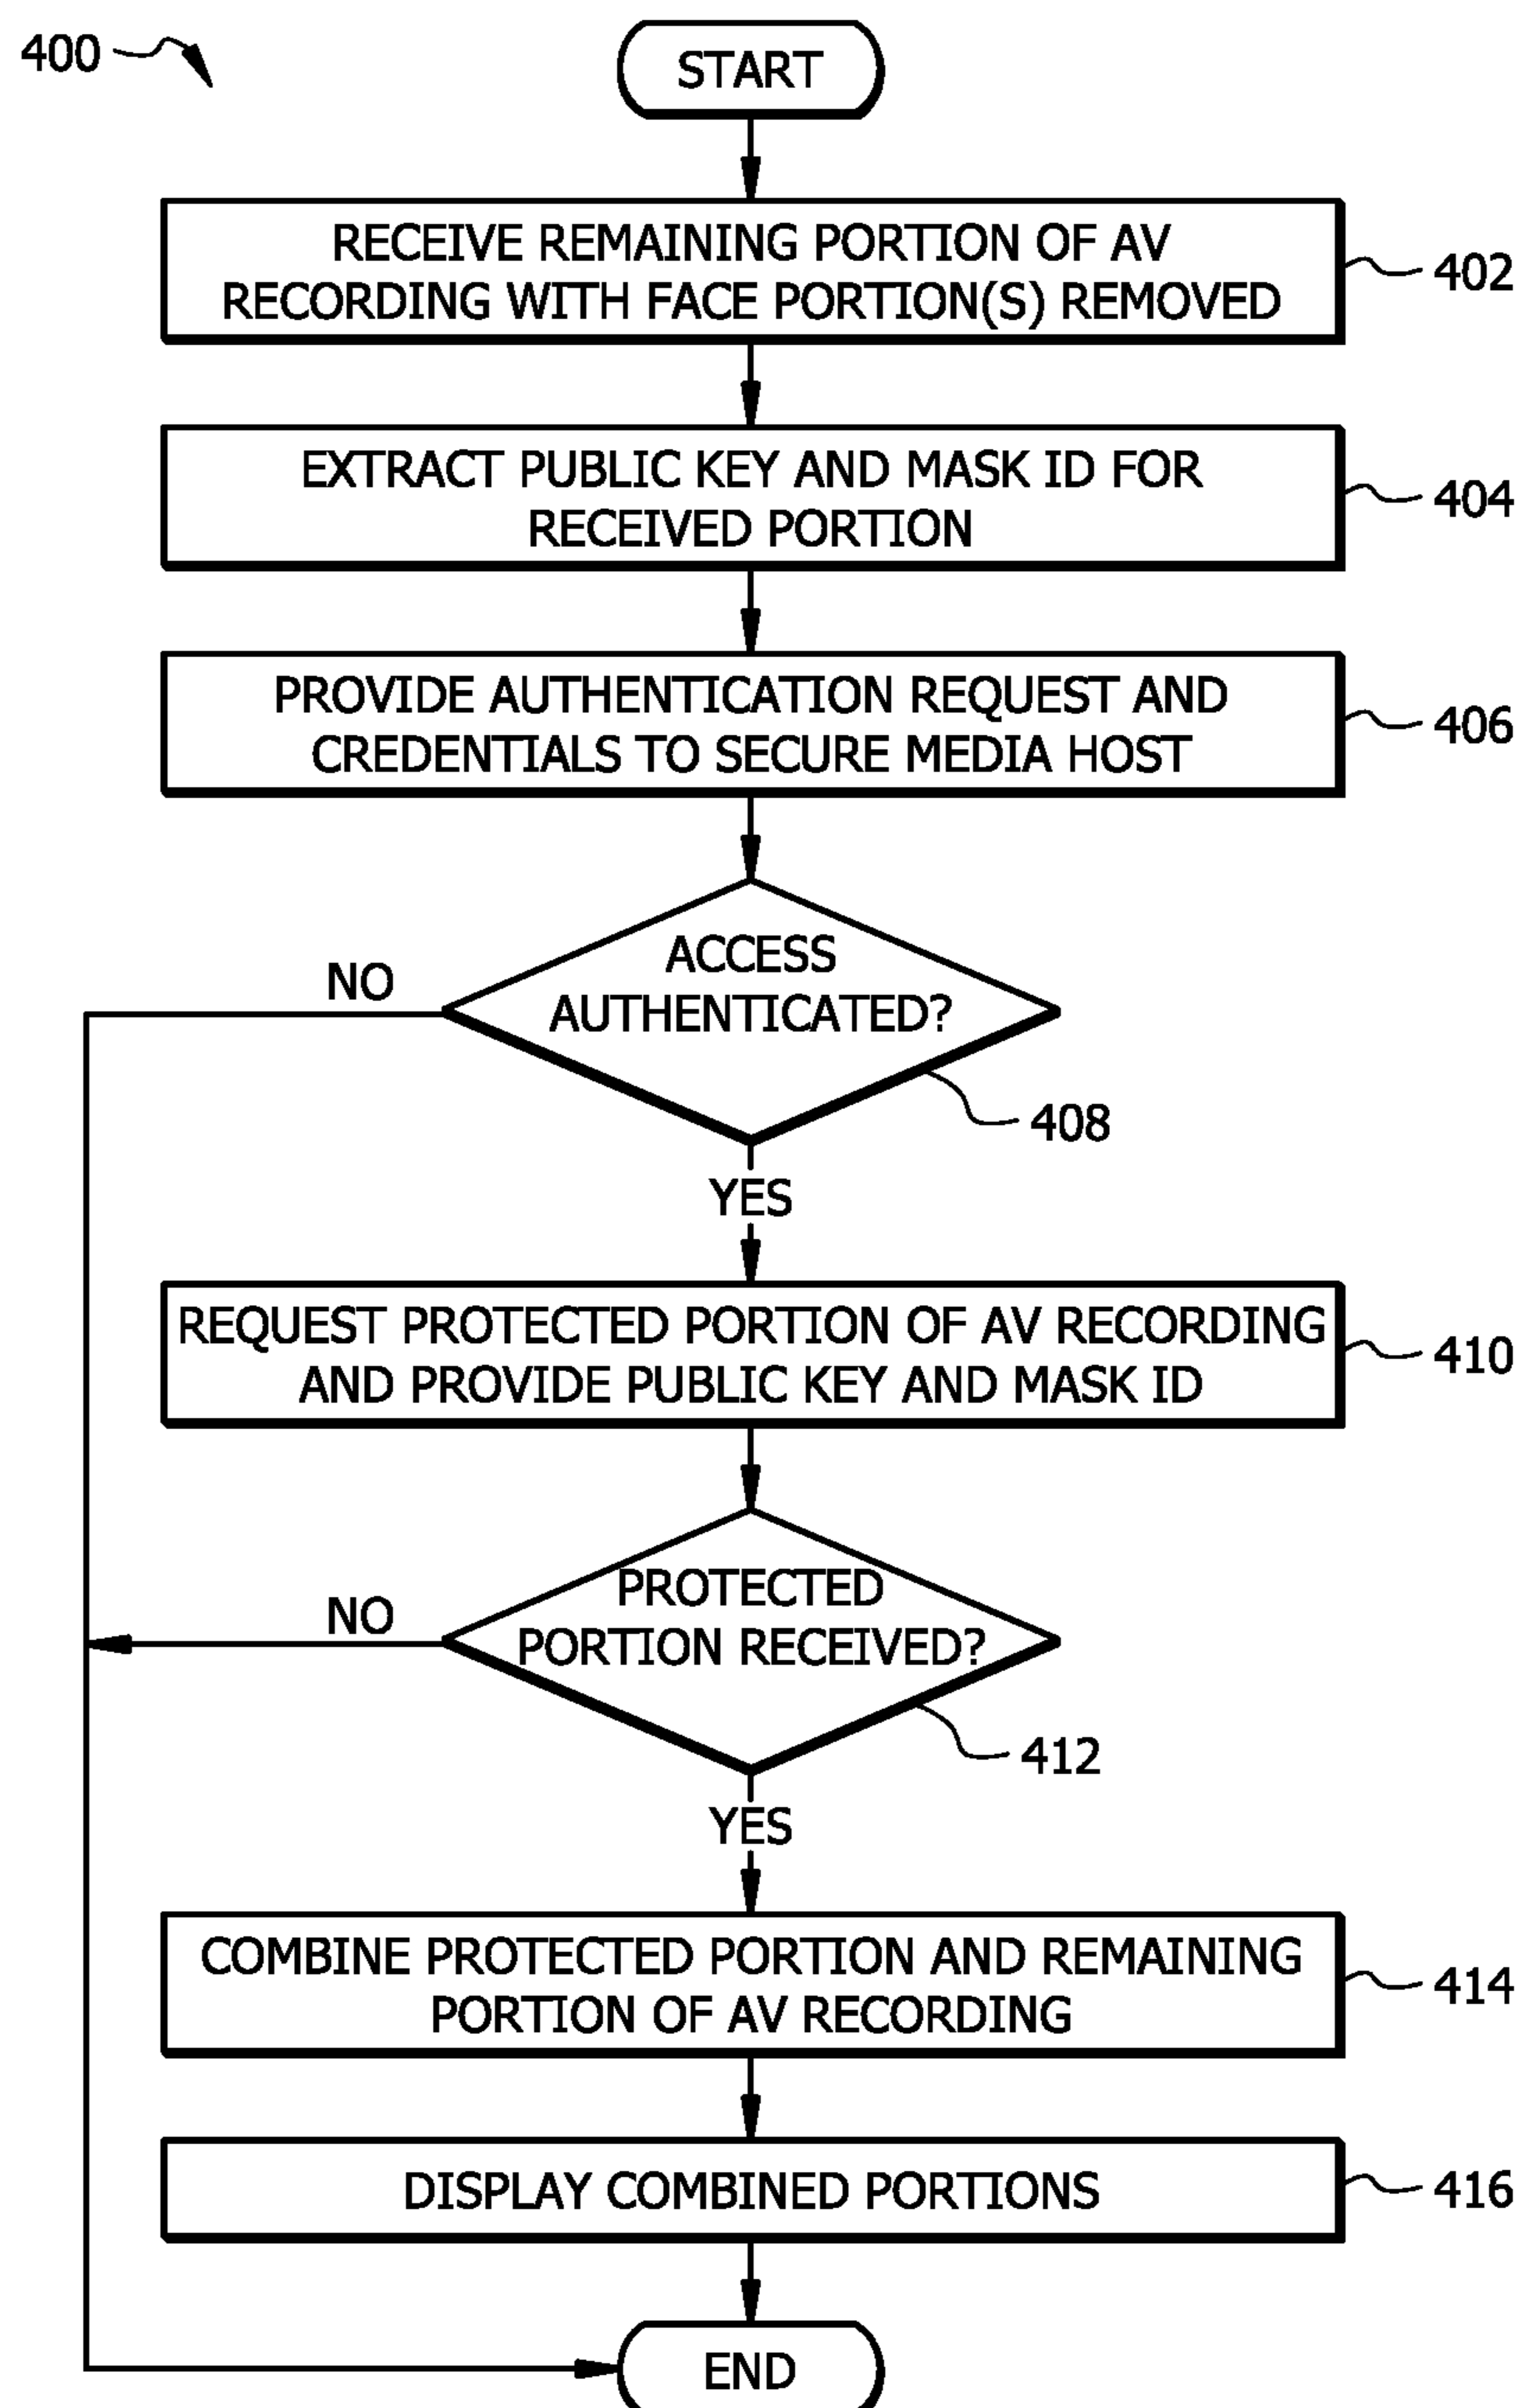 400
START
RECEIVE REMAINING PORTION OF AV
RECORDING WITH FACE PORTION(S) REMOVED
402
EXTRACT PUBLIC KEY AND MASK ID FOR
RECEIVED PORTION
404
PROVIDE AUTHENTICATION REQUEST AND
CREDENTIALS TO SECURE MEDIA HOST
406
ACCESS
AUTHENTICATED?
NO
408
YES
REQUEST PROTECTED PORTION OF AV RECORDING
AND PROVIDE PUBLIC KEY AND MASK ID
410
PROTECTED
PORTION RECEIVED?
NO
412
YES
COMBINE PROTECTED PORTION AND REMAINING
PORTION OF AV RECORDING
414
DISPLAY COMBINED PORTIONS
416
END